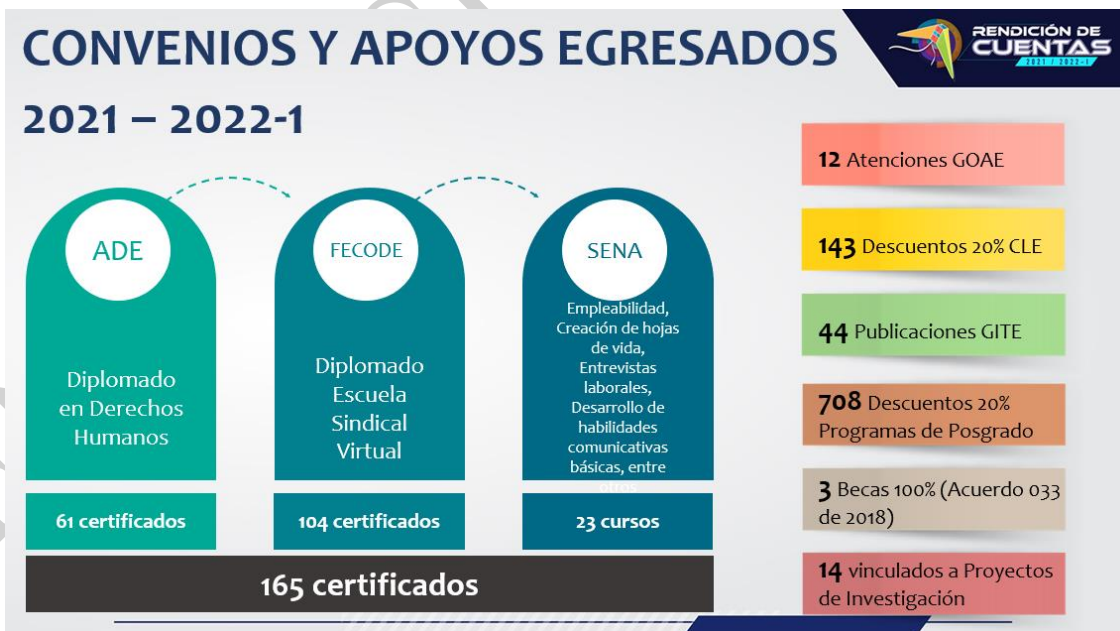 CONVENIOS Y APOYOS EGRESADOS
2021 – 2022-1
RENDICIÓN DE
CUENTAS
2021 / 2022-1
ADE
Diplomado
en Derechos
Humanos
61 certificados
FECODE
Diplomado
Escuela
Sindical
Virtual
104 certificados
SENA
Empleabilidad,
Creación de hojas
de vida,
Entrevistas
laborales,
Desarrollo de
habilidades
comunicativas
básicas, entre
otros
23 cursos
165 certificados
12 Atenciones GOAE
143 Descuentos 20% CLE
44 Publicaciones GITE
708 Descuentos 20%
Programas de Posgrado
3 Becas 100% (Acuerdo 033
de 2018)
14 vinculados a Proyectos
de Investigación